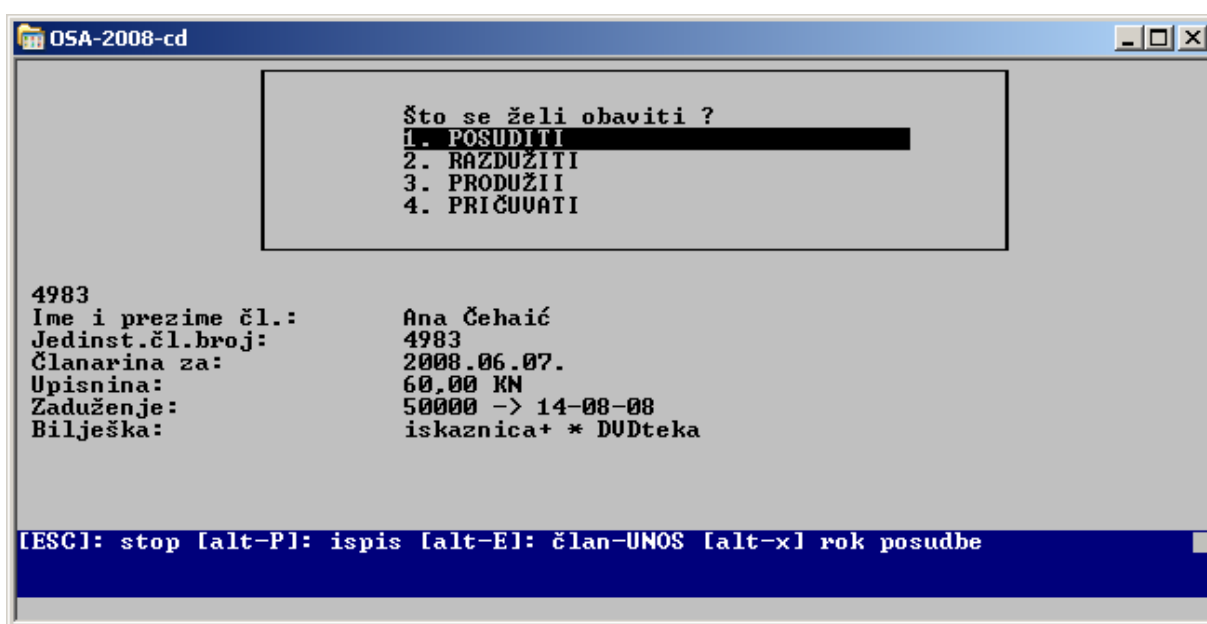 OSA-2008-cd
Što se želi obaviti ?
1. POSUDITI
2. RAZDUŽITI
3. PRODUŽII
4. PRIČUVATI
4983
Ime i prezime čl.: Ana Čehaić
Jedinst.čl.broj: 4983
Članarina za: 2008.06.07.
Upisnina: 60,00 KN
Zaduženje: 50000 -> 14-08-08
Bilješka: iskaznica+ * DVDteka
[ESC]: stop [alt-P]: ispis [alt-E]: član-UNOS [alt-x] rok posudbe